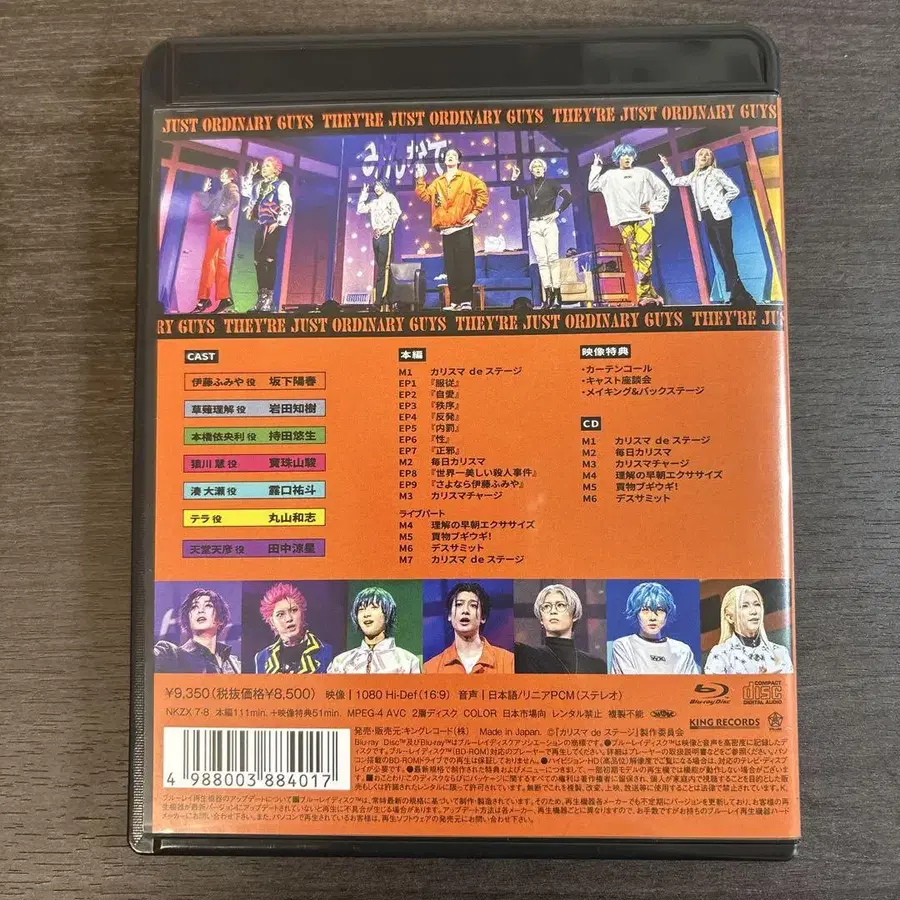 JUST ORDINARY GUYS THEY'RE JUST ORDINARY GUYS THEY'RE JUST ORDINARY GUYS
みんなで
RY GUYS THEY'RE JUST ORDINARY GUYS THEY'RE JUST ORDINARY GUYS THEY'RE JUS
CAST
伊藤ふみや 役 坂下陽春
草薙理解 役 岩田知樹
本橋依央利 役 持田悠生
猿川 慧 役 寶珠山駿
湊 大瀬 役 露口祐斗
テラ 役 丸山和志
天堂天彦 役 田中涼星
本編
M1 カリスマ de ステージ
EP1 『服従』
EP2 『自愛』
EP3 『秩序』
EP4 『反発』
EP5 『内罰』
EP6 『性』
EP7 『正邪』
M2 毎日カリスマ
EP8 『世界一美しい殺人事件』
EP9 『さよなら伊藤ふみや』
M3 カリスマチャージ
ライブパート
M4 理解の早朝エクササイズ
M5 買物ブギウギ!
M6 デスサミット
M7 カリスマ de ステージ
映像特典
・カーテンコール
・キャスト座談会
・メイキング&バックステージ
CD
M1 カリスマ de ステージ
M2 毎日カリスマ
M3 カリスマチャージ
M4 理解の早朝エクササイズ
M5 買物ブギウギ!
M6 デスサミット
¥9,350(税抜価格¥8,500) 映像|1080 Hi-Def(16:9) 音声|日本語/リニアPCM(ステレオ)
Blu-ray Disc
COMPACT disc DIGITAL AUDIO
NKZX 7-8 本編111min.+映像特典51min. MPEG-4 AVC 2層ディスク COLOR 日本市場向 レンタル禁止 複製不能
KING RECORDS
発売・販売元:キングレコード(株) Made in Japan. ©『カリスマ de ステージ』製作委員会
4 988003 884017